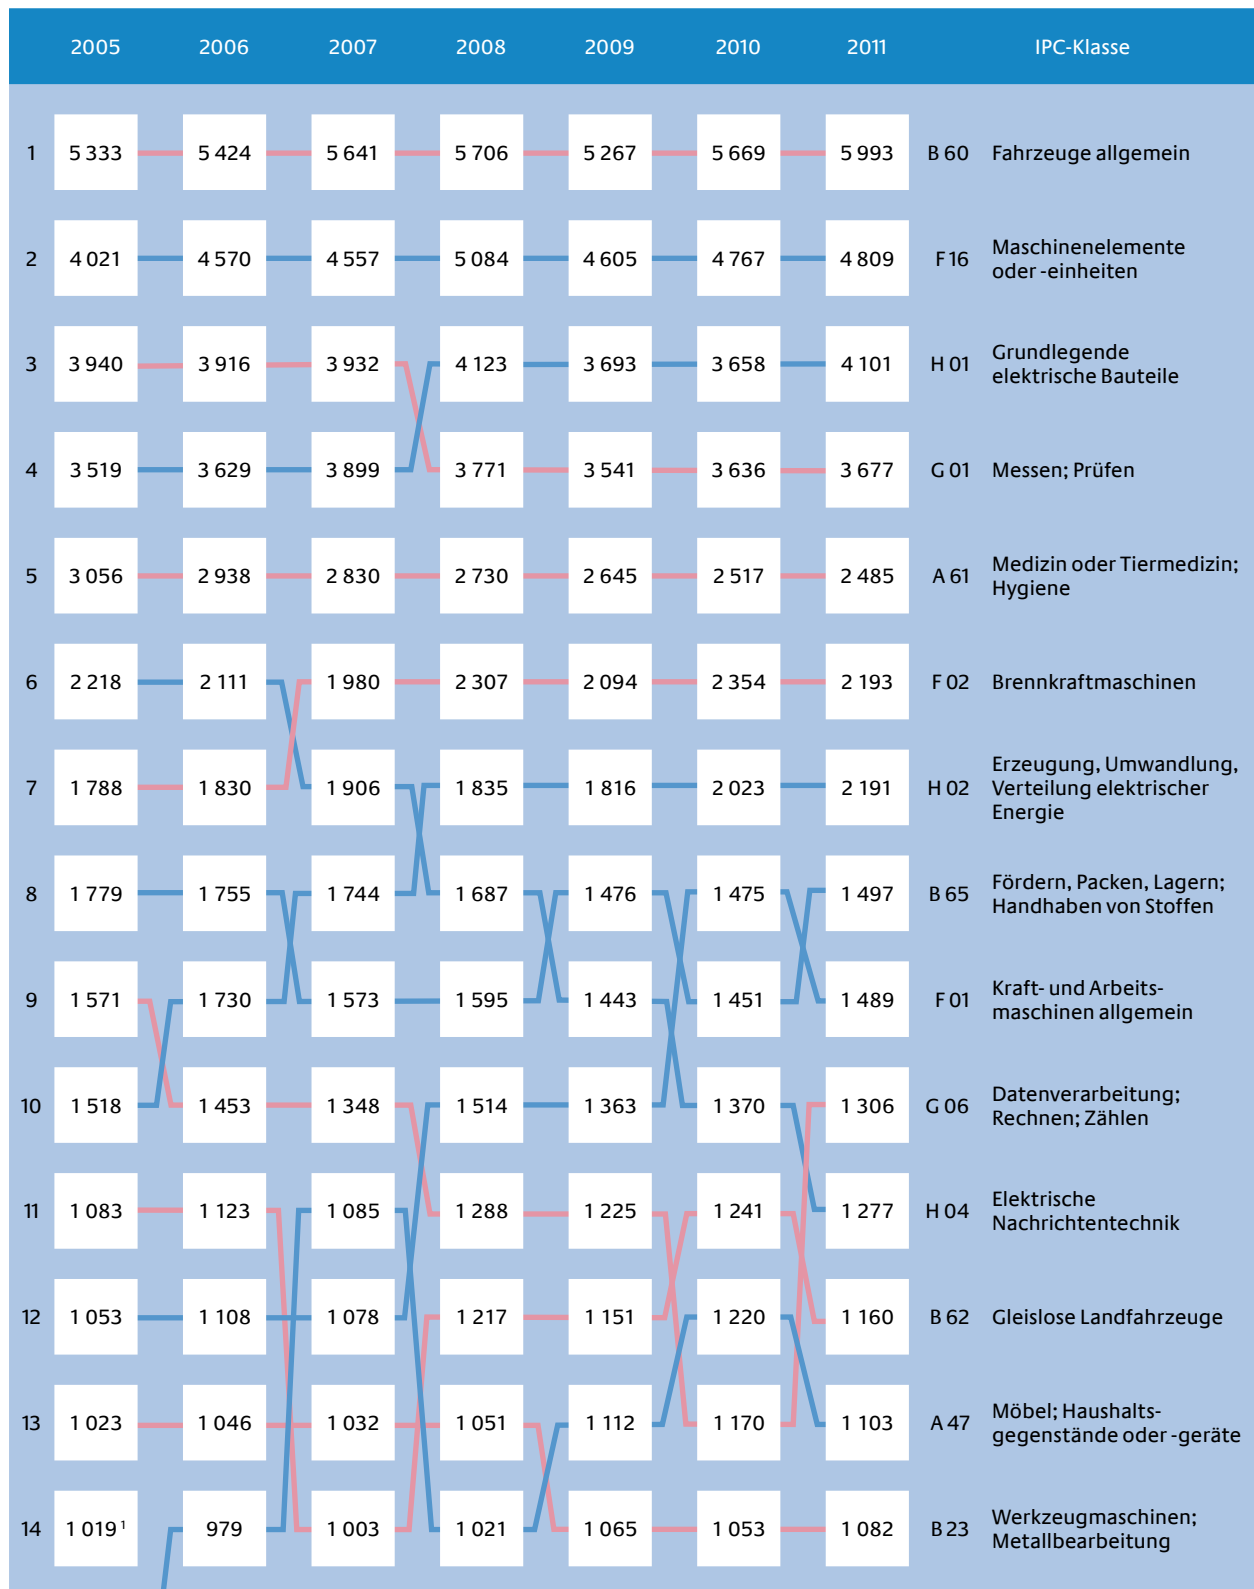 2005 2006 2007 2008 2009 2010 2011 IPC-Klasse
1 5 333 5 424 5 641 5 706 5 267 5 669 5 993 B 60 Fahrzeuge allgemein
2 4 021 4 570 4 557 5 084 4 605 4 767 4 809 F 16 Maschinenelemente
oder -einheiten
3 3 940 3 916 3 932 4 123 3 693 3 658 4 101 H 01 Grundlegende
elektrische Bauteile
4 3 519 3 629 3 899 3 771 3 541 3 636 3 677 G 01 Messen; Prüfen
5 3 056 2 938 2 830 2 730 2 645 2 517 2 485 A 61 Medizin oder Tiermedizin;
Hygiene
6 2 218 2 111 1 980 2 307 2 094 2 354 2 193 F 02 Brennkraftmaschinen
7 1 788 1 830 1 906 1 835 1 816 2 023 2 191 H 02 Erzeugung, Umwandlung,
Verteilung elektrischer
Energie
8 1 779 1 755 1 744 1 687 1 476 1 475 1 497 B 65 Fördern, Packen, Lagern;
Handhaben von Stoffen
9 1 571 1 730 1 573 1 595 1 443 1 451 1 489 F 01 Kraft- und Arbeits-
maschinen allgemein
10 1 518 1 453 1 348 1 514 1 363 1 370 1 306 G 06 Datenverarbeitung;
Rechnen; Zählen
11 1 083 1 123 1 085 1 288 1 225 1 241 1 277 H 04 Elektrische
Nachrichtentechnik
12 1 053 1 108 1 078 1 217 1 151 1 220 1 160 B 62 Gleislose Landfahrzeuge
13 1 023 1 046 1 032 1 051 1 112 1 170 1 103 A 47 Möbel; Haushalts-
gegenstände oder -geräte
14 1 019 ¹ 979 1 003 1 021 1 065 1 053 1 082 B 23 Werkzeugmaschinen;
Metallbearbeitung